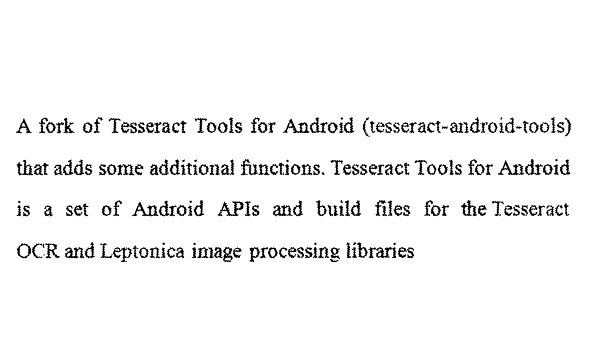 A fork of Tesseract Tools for Android (tesseract-android-tools)
that adds some additional functions. Tesseract Tools for Android
is a set of Android APIs and build files for the Tesseract
OCR and Leptonica image processing libraries